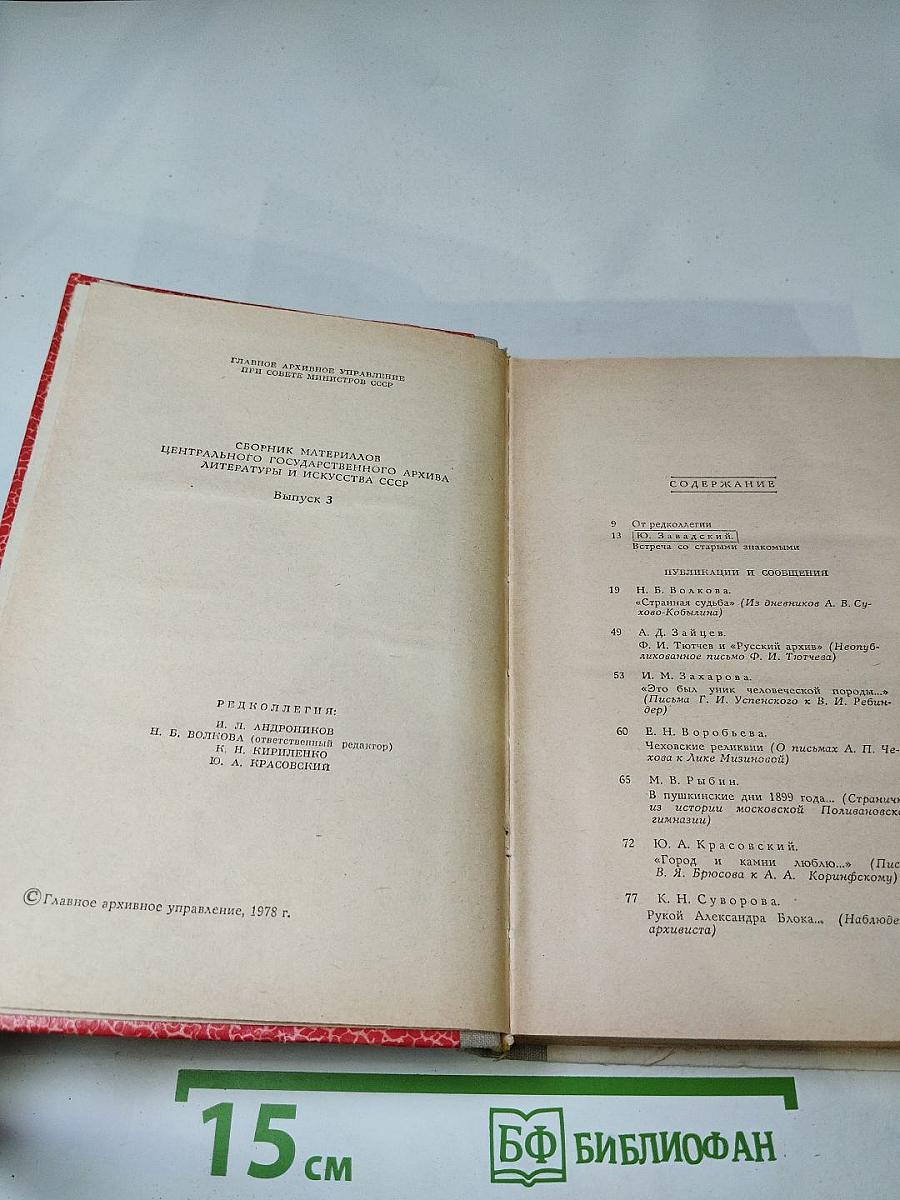 ГЛАВНОЕ АРХИВНОЕ УПРАВЛЕНИЕ
ПРИ СОВЕТЕ МИНИСТРОВ СССР
СБОРНИК МАТЕРИАЛОВ
ЦЕНТРАЛЬНОГО ГОСУДАРСТВЕННОГО АРХИВА
ЛИТЕРАТУРЫ И ИСКУССТВА СССР
Выпуск 3
РЕДКОЛЛЕГИЯ:
И. Л. АНДРОНИКОВ
Н. Б. ВОЛКОВА (ответственный редактор)
К. Н. КИРИЛЕНКО
Ю. А. КРАСОВСКИЙ
© Главное архивное управление, 1978 г.
СОДЕРЖАНИЕ
9 От редколлегии
13 Ю. Завадский.
Встреча со старыми знакомыми
ПУБЛИКАЦИИ И СООБЩЕНИЯ
19 Н. Б. Волкова.
«Странная судьба» (Из дневников А. В. Су-
хово-Кобылина)
49 А. Д. Зайцев.
Ф. И. Тютчев и «Русский архив» (Неопуб-
ликованное письмо Ф. И. Тютчева)
53 И. М. Захарова.
«Это был уник человеческой породы...»
(Письма Г. И. Успенского к В. И. Ребин-
деру)
60 Е. Н. Воробьева.
Чеховские реликвии (О письмах А. П. Че-
хова к Лике Мизиновой)
65 М. В. Рыбин.
В пушкинские дни 1899 года... (Страничк
из истории московской Поливановско
гимназии)
72 Ю. А. Красовский.
«Город и камни люблю...» (Пис
В. Я. Брюсова к А. А. Коринфскому)
77 К. Н. Суворова.
Рукой Александра Блока... (Наблюде
архивиста)
15 см
БФ БИБЛИОФАН